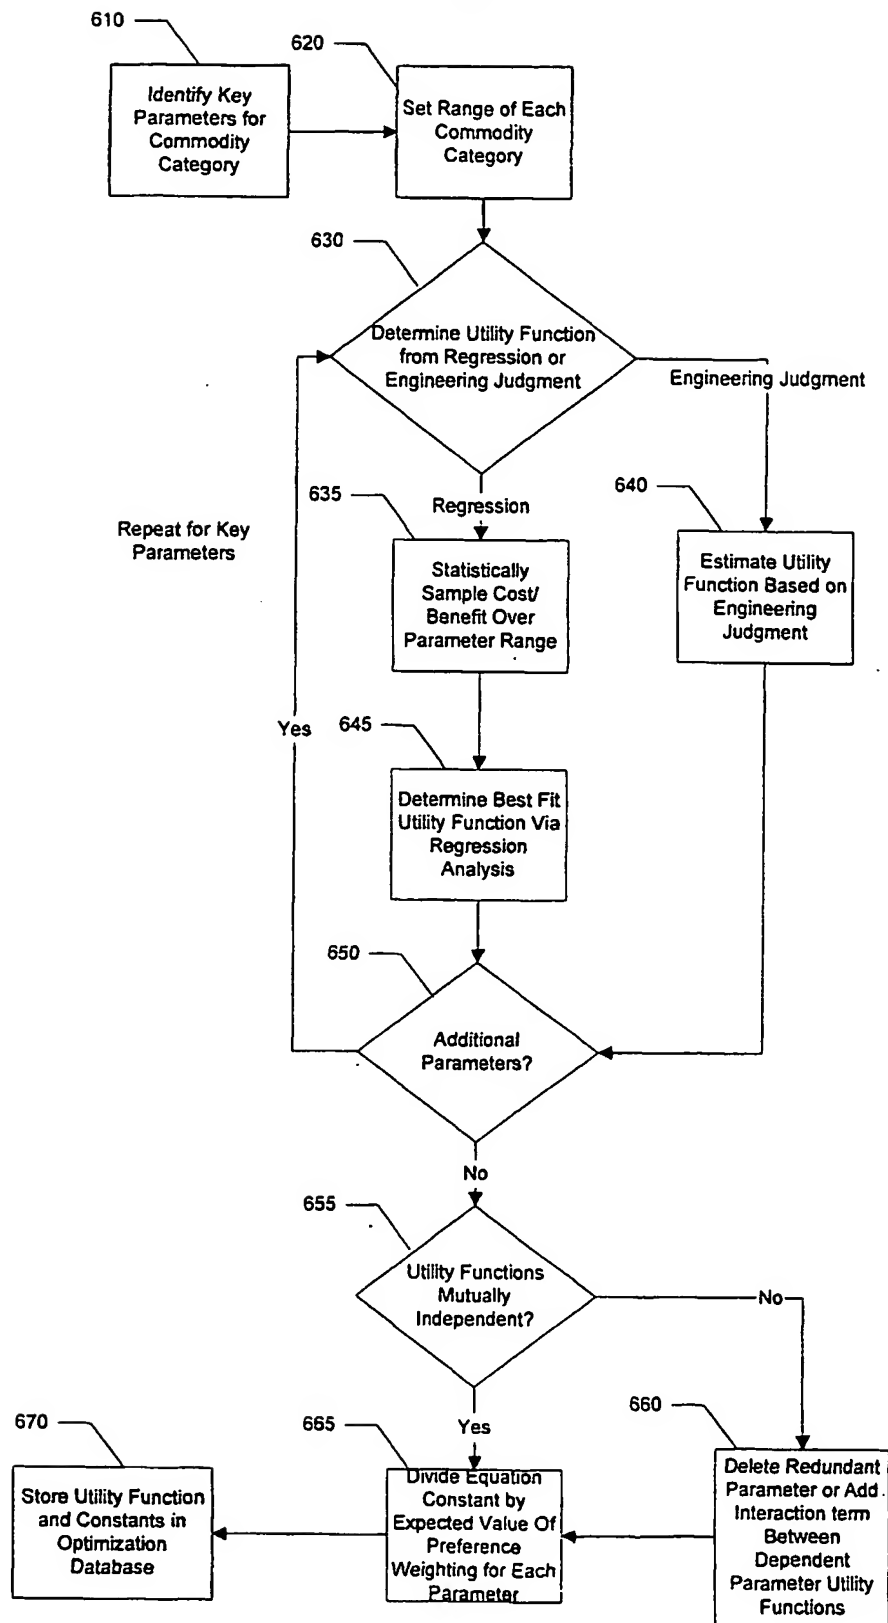 610
620
Identify Key
Parameters for
Commodity
Category
Set Range of Each
Commodity
Category
630
Determine Utility Function
from Regression or
Engineering Judgment
Engineering Judgment
635
Regression
640
Repeat for Key
Parameters
Statistically
Sample Cost/
Benefit Over
Parameter Range
Estimate Utility
Function Based on
Engineering
Judgment
Yes
645
Determine Best Fit
Utility Function Via
Regression
Analysis
650
Additional
Parameters?
No
655
Utility Functions
Mutually
Independent?
No
670
665
Yes
660
Store Utility Function
and Constants in
Optimization
Database
Divide Equation
Constant by
Expected Value Of
Preference
Weighting for Each
Parameter
Delete Redundant
Parameter or Add
Interaction term
Between
Dependent
Parameter Utility
Functions